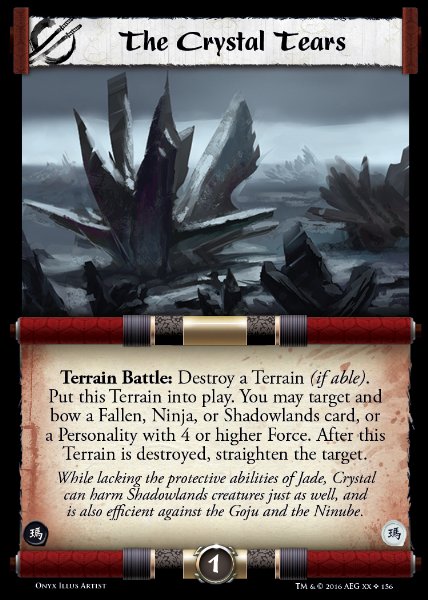 The Crystal Tears
Terrain Battle: Destroy a Terrain (if able).
Put this Terrain into play. You may target and
bow a Fallen, Ninja, or Shadowlands card, or
a Personality with 4 or higher Force. After this
Terrain is destroyed, straighten the target.
While lacking the protective abilities of Jade, Crystal
can harm Shadowlands creatures just as well, and
is also efficient against the Goju and the Ninube.
瑪
瑪
1
Onyx Illus Artist
TM & © 2016 AEG XX ❖ 156